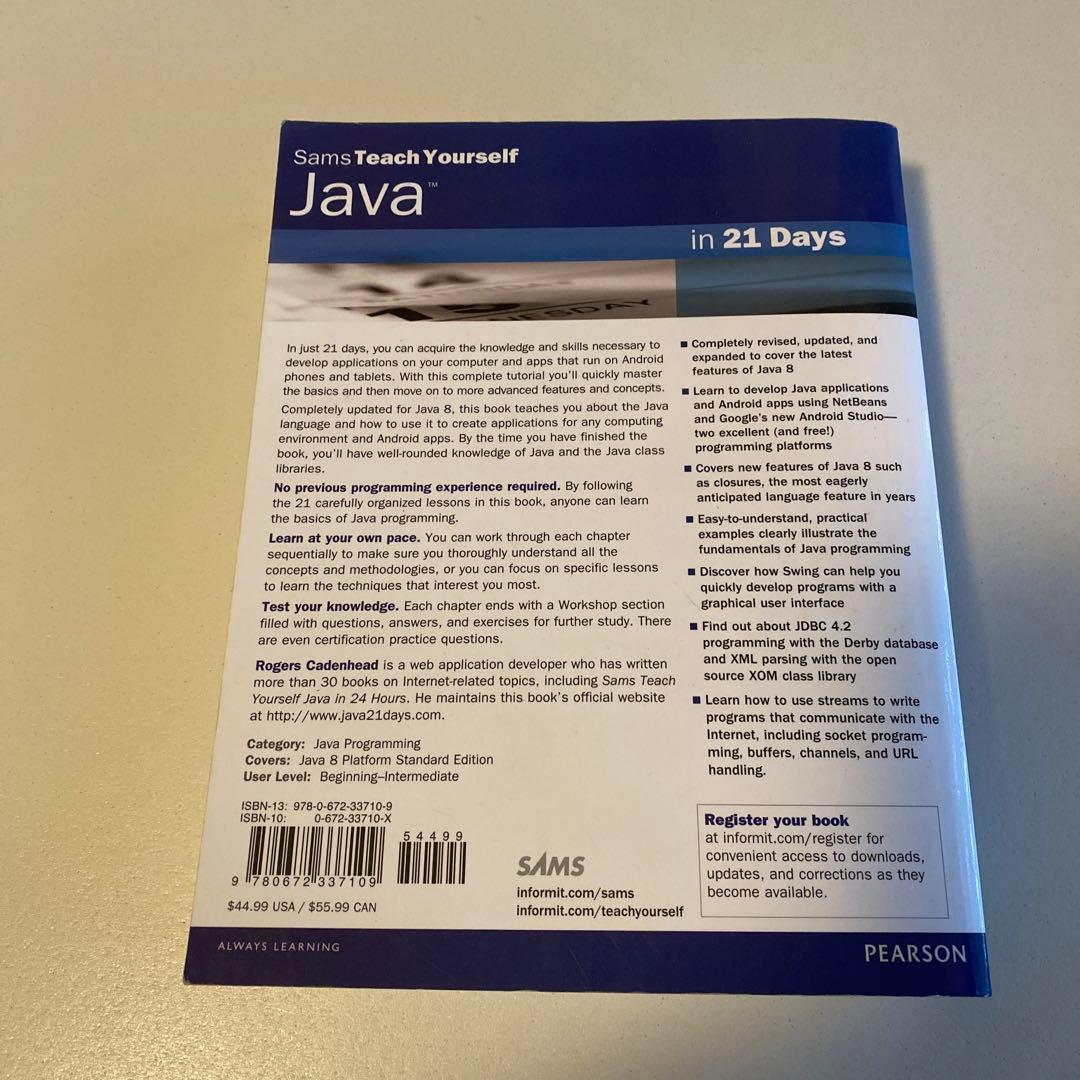 Sams Teach Yourself
Java™
in 21 Days
15
NESDAY
In just 21 days, you can acquire the knowledge and skills necessary to
develop applications on your computer and apps that run on Android
phones and tablets. With this complete tutorial you'll quickly master
the basics and then move on to more advanced features and concepts.
Completely updated for Java 8, this book teaches you about the Java
language and how to use it to create applications for any computing
environment and Android apps. By the time you have finished the
book, you'll have well-rounded knowledge of Java and the Java class
libraries.
No previous programming experience required. By following
the 21 carefully organized lessons in this book, anyone can learn
the basics of Java programming.
Learn at your own pace. You can work through each chapter
sequentially to make sure you thoroughly understand all the
concepts and methodologies, or you can focus on specific lessons
to learn the techniques that interest you most.
Test your knowledge. Each chapter ends with a Workshop section
filled with questions, answers, and exercises for further study. There
are even certification practice questions.
Rogers Cadenhead is a web application developer who has written
more than 30 books on Internet-related topics, including Sams Teach
Yourself Java in 24 Hours. He maintains this book's official website
at http://www.java21days.com.
Category: Java Programming
Covers: Java 8 Platform Standard Edition
User Level: Beginning–Intermediate
■ Completely revised, updated, and
expanded to cover the latest
features of Java 8
■ Learn to develop Java applications
and Android apps using NetBeans
and Google's new Android Studio—
two excellent (and free!)
programming platforms
■ Covers new features of Java 8 such
as closures, the most eagerly
anticipated language feature in years
■ Easy-to-understand, practical
examples clearly illustrate the
fundamentals of Java programming
■ Discover how Swing can help you
quickly develop programs with a
graphical user interface
■ Find out about JDBC 4.2
programming with the Derby database
and XML parsing with the open
source XOM class library
■ Learn how to use streams to write
programs that communicate with the
Internet, including socket program-
ming, buffers, channels, and URL
handling.
ISBN-13: 978-0-672-33710-9
ISBN-10: 0-672-33710-X
5 4 4 9 9
9 780672 337109
$44.99 USA / $55.99 CAN
SAMS
informit.com/sams
informit.com/teachyourself
Register your book
at informit.com/register for
convenient access to downloads,
updates, and corrections as they
become available.
ALWAYS LEARNING
PEARSON